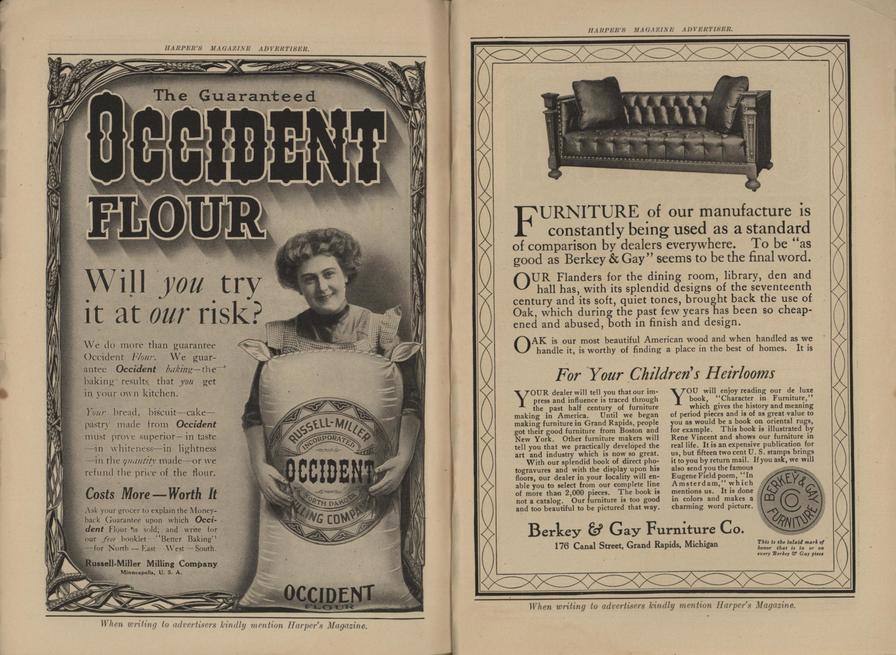 HARPER'S MAGAZINE ADVERTISER.
The Guaranteed
OCCIDENT
FLOUR
Will you try
it at our risk?
We do more than guarantee
Occident Flour. We guar-
antee Occident baking—the
baking results that you get
in your own kitchen.
Your bread, biscuit—cake—
pastry made from Occident
must prove superior—in taste
—in whiteness—in lightness
—in the quantity made—or we
refund the price of the flour.
Costs More—Worth It
Ask your grocer to explain the Money-
back Guarantee upon which Occi-
dent Flour is sold; and write for
our free booklet "Better Baking"
—for North—East—West—South.
Russell-Miller Milling Company
Minneapolis, U. S. A.
RUSSELL-MILLER
INCORPORATED
OCCIDENT
NORTH DAKOTA
MILLING COMPANY
OCCIDENT
FLOUR
When writing to advertisers kindly mention Harper's Magazine.
HARPER'S MAGAZINE ADVERTISER.
FURNITURE of our manufacture is
constantly being used as a standard
of comparison by dealers everywhere. To be "as
good as Berkey & Gay" seems to be the final word.
OUR Flanders for the dining room, library, den and
hall has, with its splendid designs of the seventeenth
century and its soft, quiet tones, brought back the use of
Oak, which during the past few years has been so cheap-
ened and abused, both in finish and design.
OAK is our most beautiful American wood and when handled as we
handle it, is worthy of finding a place in the best of homes. It is
For Your Children's Heirlooms
YOUR dealer will tell you that our im-
press and influence is traced through
the past half century of furniture
making in America. Until we began
making furniture in Grand Rapids, people
got their good furniture from Boston and
New York. Other furniture makers will
tell you that we practically developed the
art and industry which is now so great.
With our splendid book of direct pho-
togravures and with the display upon his
floors, our dealer in your locality will en-
able you to select from our complete line
of more than 2,000 pieces. The book is
not a catalog. Our furniture is too good
and too beautiful to be pictured that way.
YOU will enjoy reading our de luxe
book, "Character in Furniture,"
which gives the history and meaning
of period pieces and is of as great value to
you as would be a book on oriental rugs,
for example. This book is illustrated by
Rene Vincent and shows our furniture in
real life. It is an expensive publication for
us, but fifteen two cent U. S. stamps brings
it to you by return mail. If you ask, we will
also send you the famous
Eugene Field poem, "In
Amsterdam," which
mentions us. It is done
in colors and makes a
charming word picture.
BERKEY & GAY
FURNITURE
Berkey & Gay Furniture Co.
176 Canal Street, Grand Rapids, Michigan
This is the inlaid mark of
honor that is in or on
every Berkey & Gay piece
When writing to advertisers kindly mention Harper's Magazine.